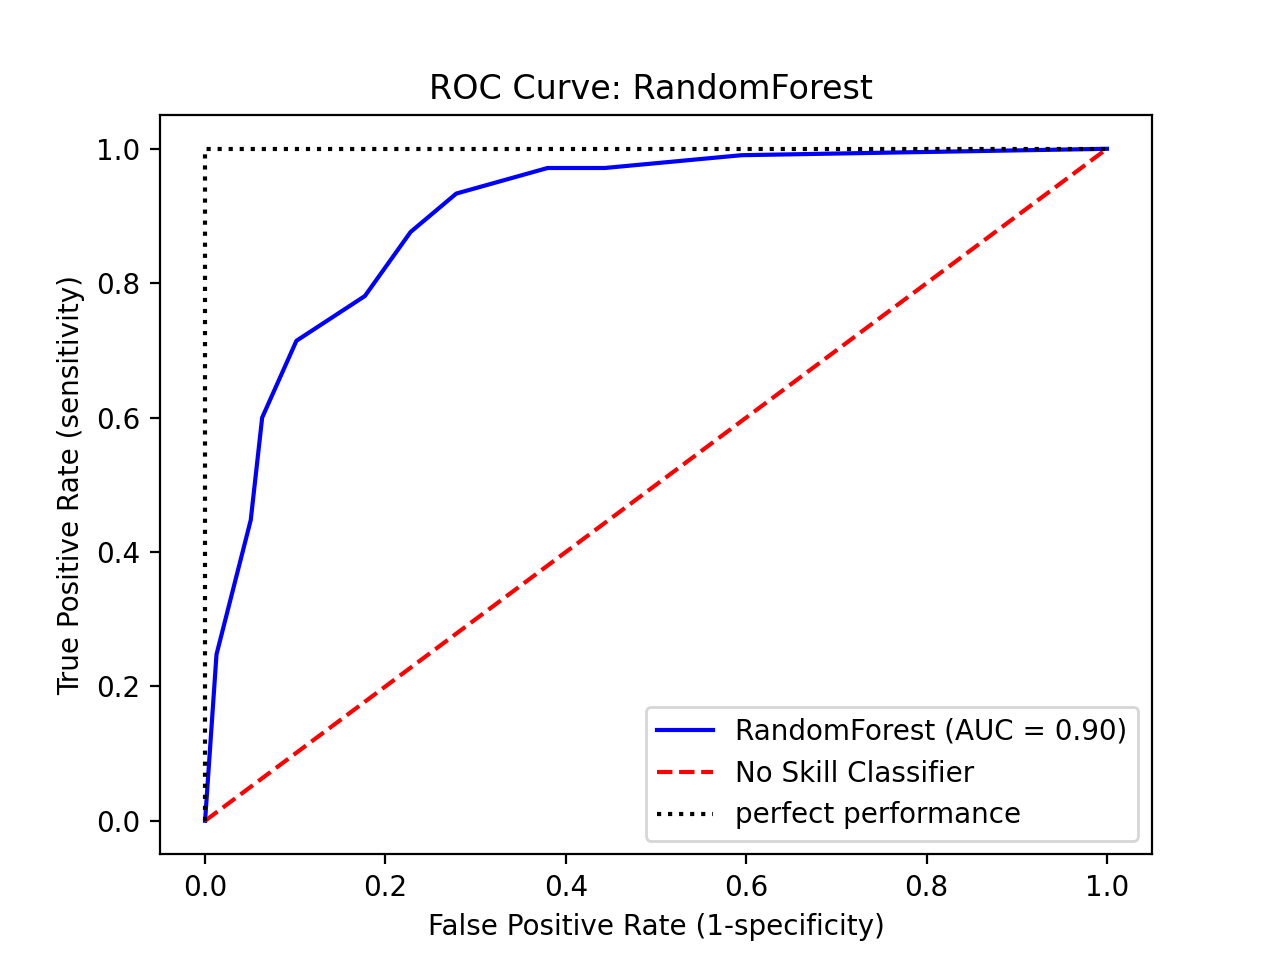 ROC Curve: RandomForest
True Positive Rate (sensitivity)
1.0
0.8
0.6
0.4
0.2
0.0
RandomForest (AUC = 0.90)
No Skill Classifier
perfect performance
0.0 0.2 0.4 0.6 0.8 1.0
False Positive Rate (1-specificity)